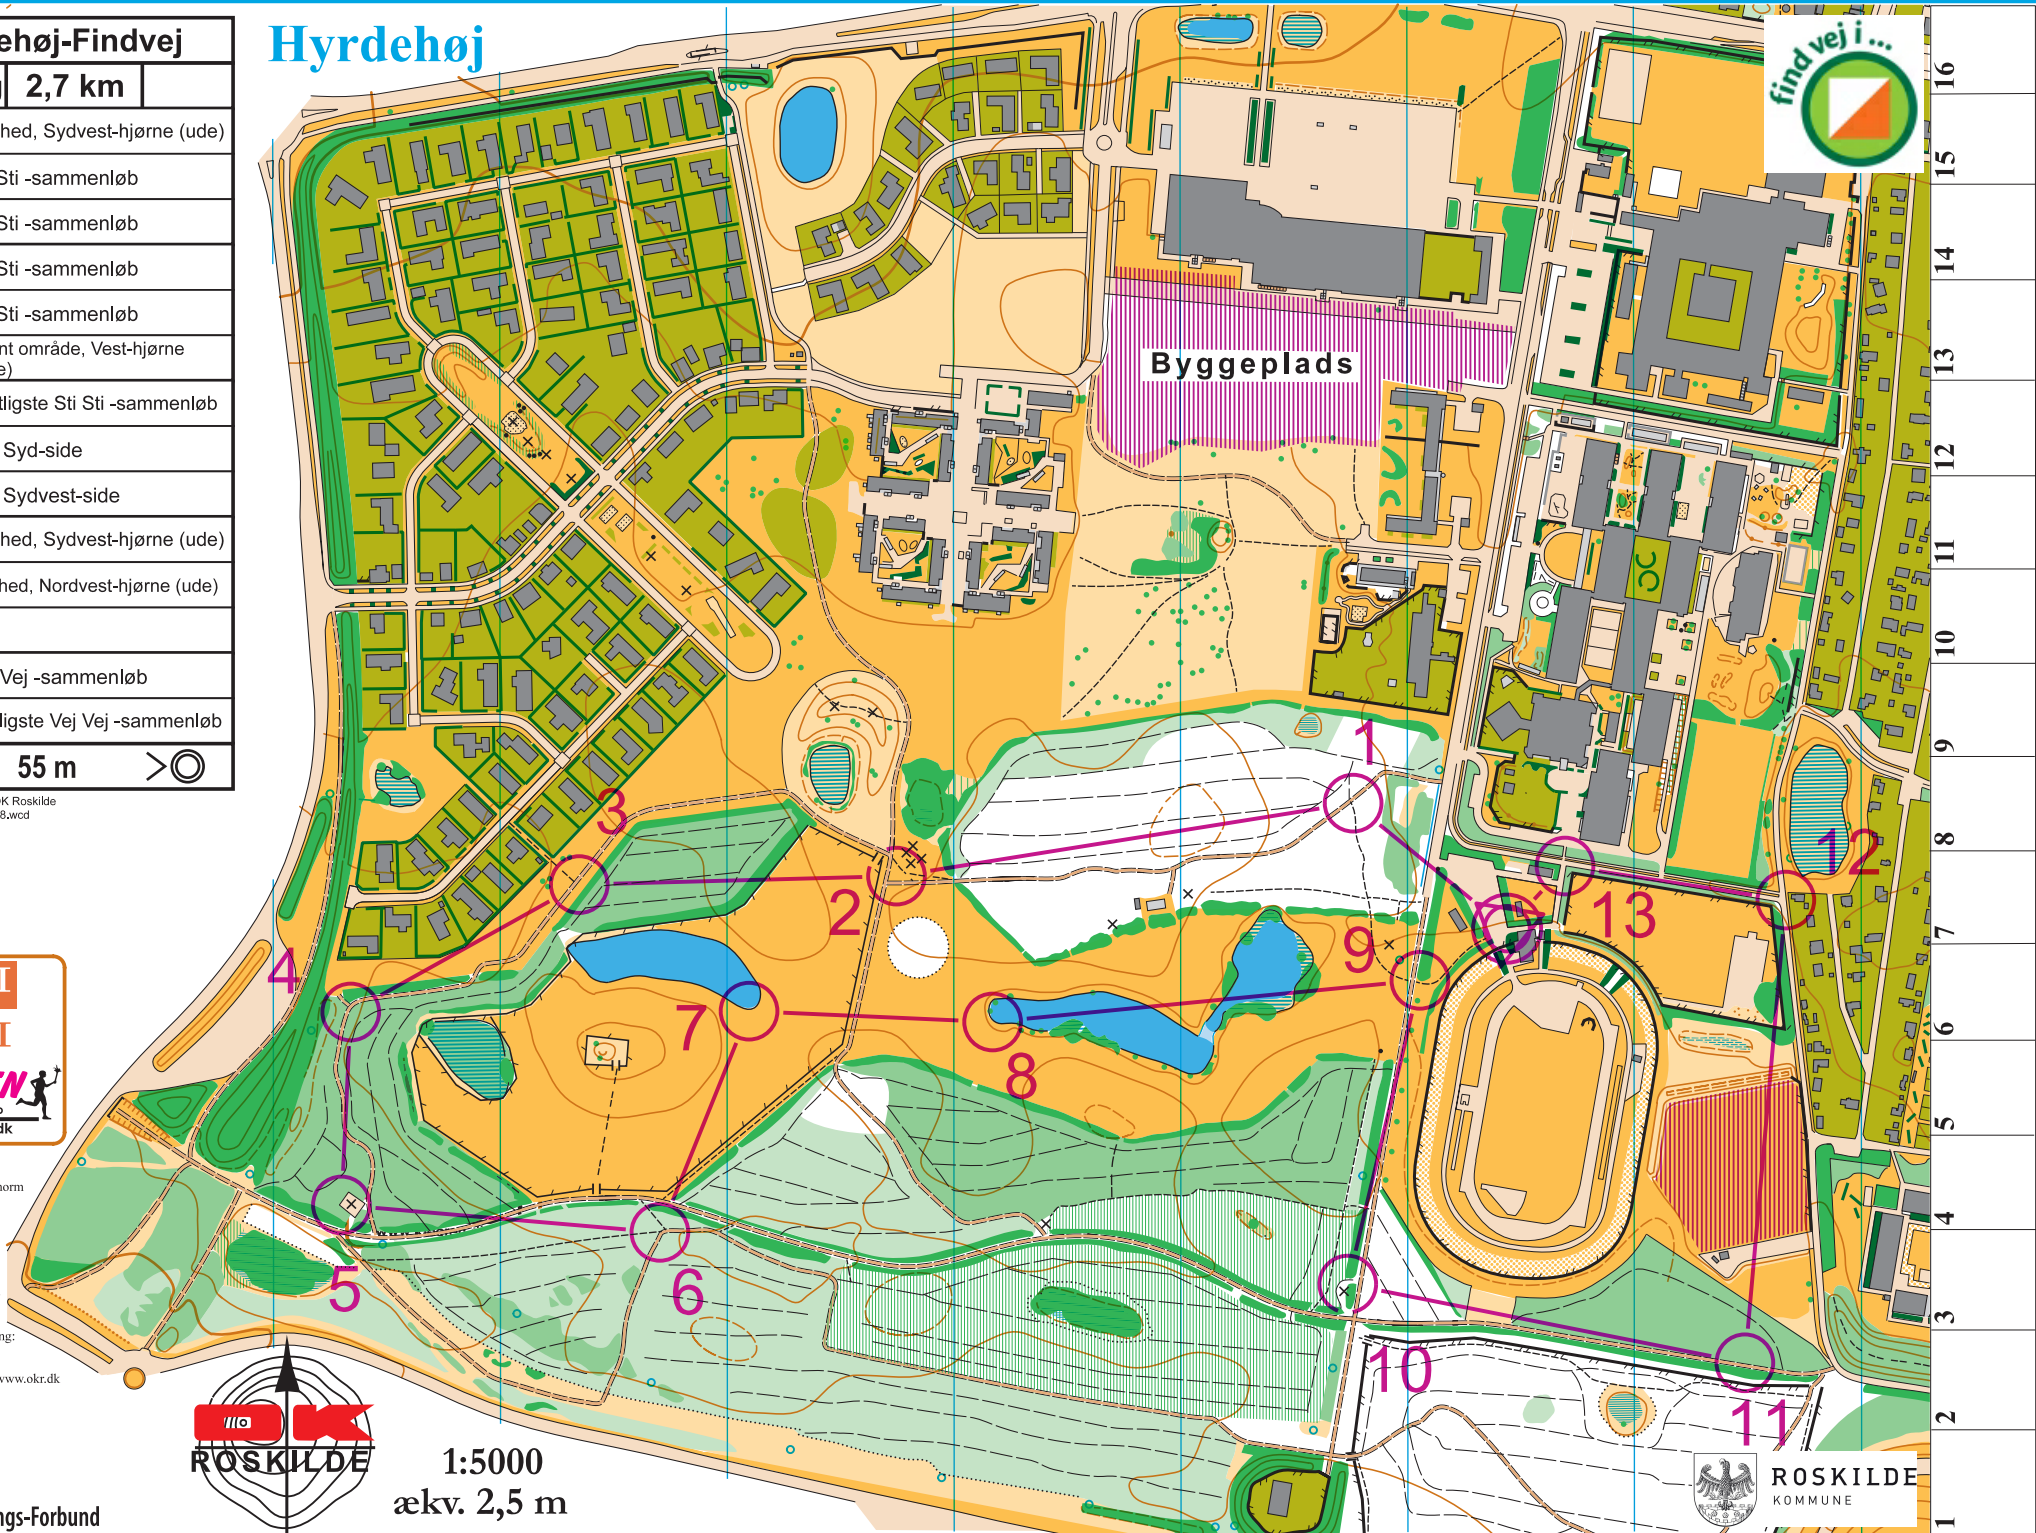 ehøj-Findvej
2,7 km
hed, Sydvest-hjørne (ude)
Sti -sammenløb
Sti -sammenløb
Sti -sammenløb
Sti -sammenløb
nt område, Vest-hjørne
e)
tligste Sti Sti -sammenløb
Syd-side
Sydvest-side
hed, Sydvest-hjørne (ude)
hed, Nordvest-hjørne (ude)
Vej -sammenløb
ligste Vej Vej -sammenløb
55 m
K Roskilde
8.wcd
dk
norm
ng:
www.okr.dk
ngs-Forbund
Hyrdehøj
find vej i ...
Byggeplads
1
2
3
4
5
6
7
8
9
10
11
12
13
16
15
14
13
12
11
10
9
8
7
6
5
4
3
2
1
OK
ROSKILDE
1:5000
ækv. 2,5 m
ROSKILDE
KOMMUNE